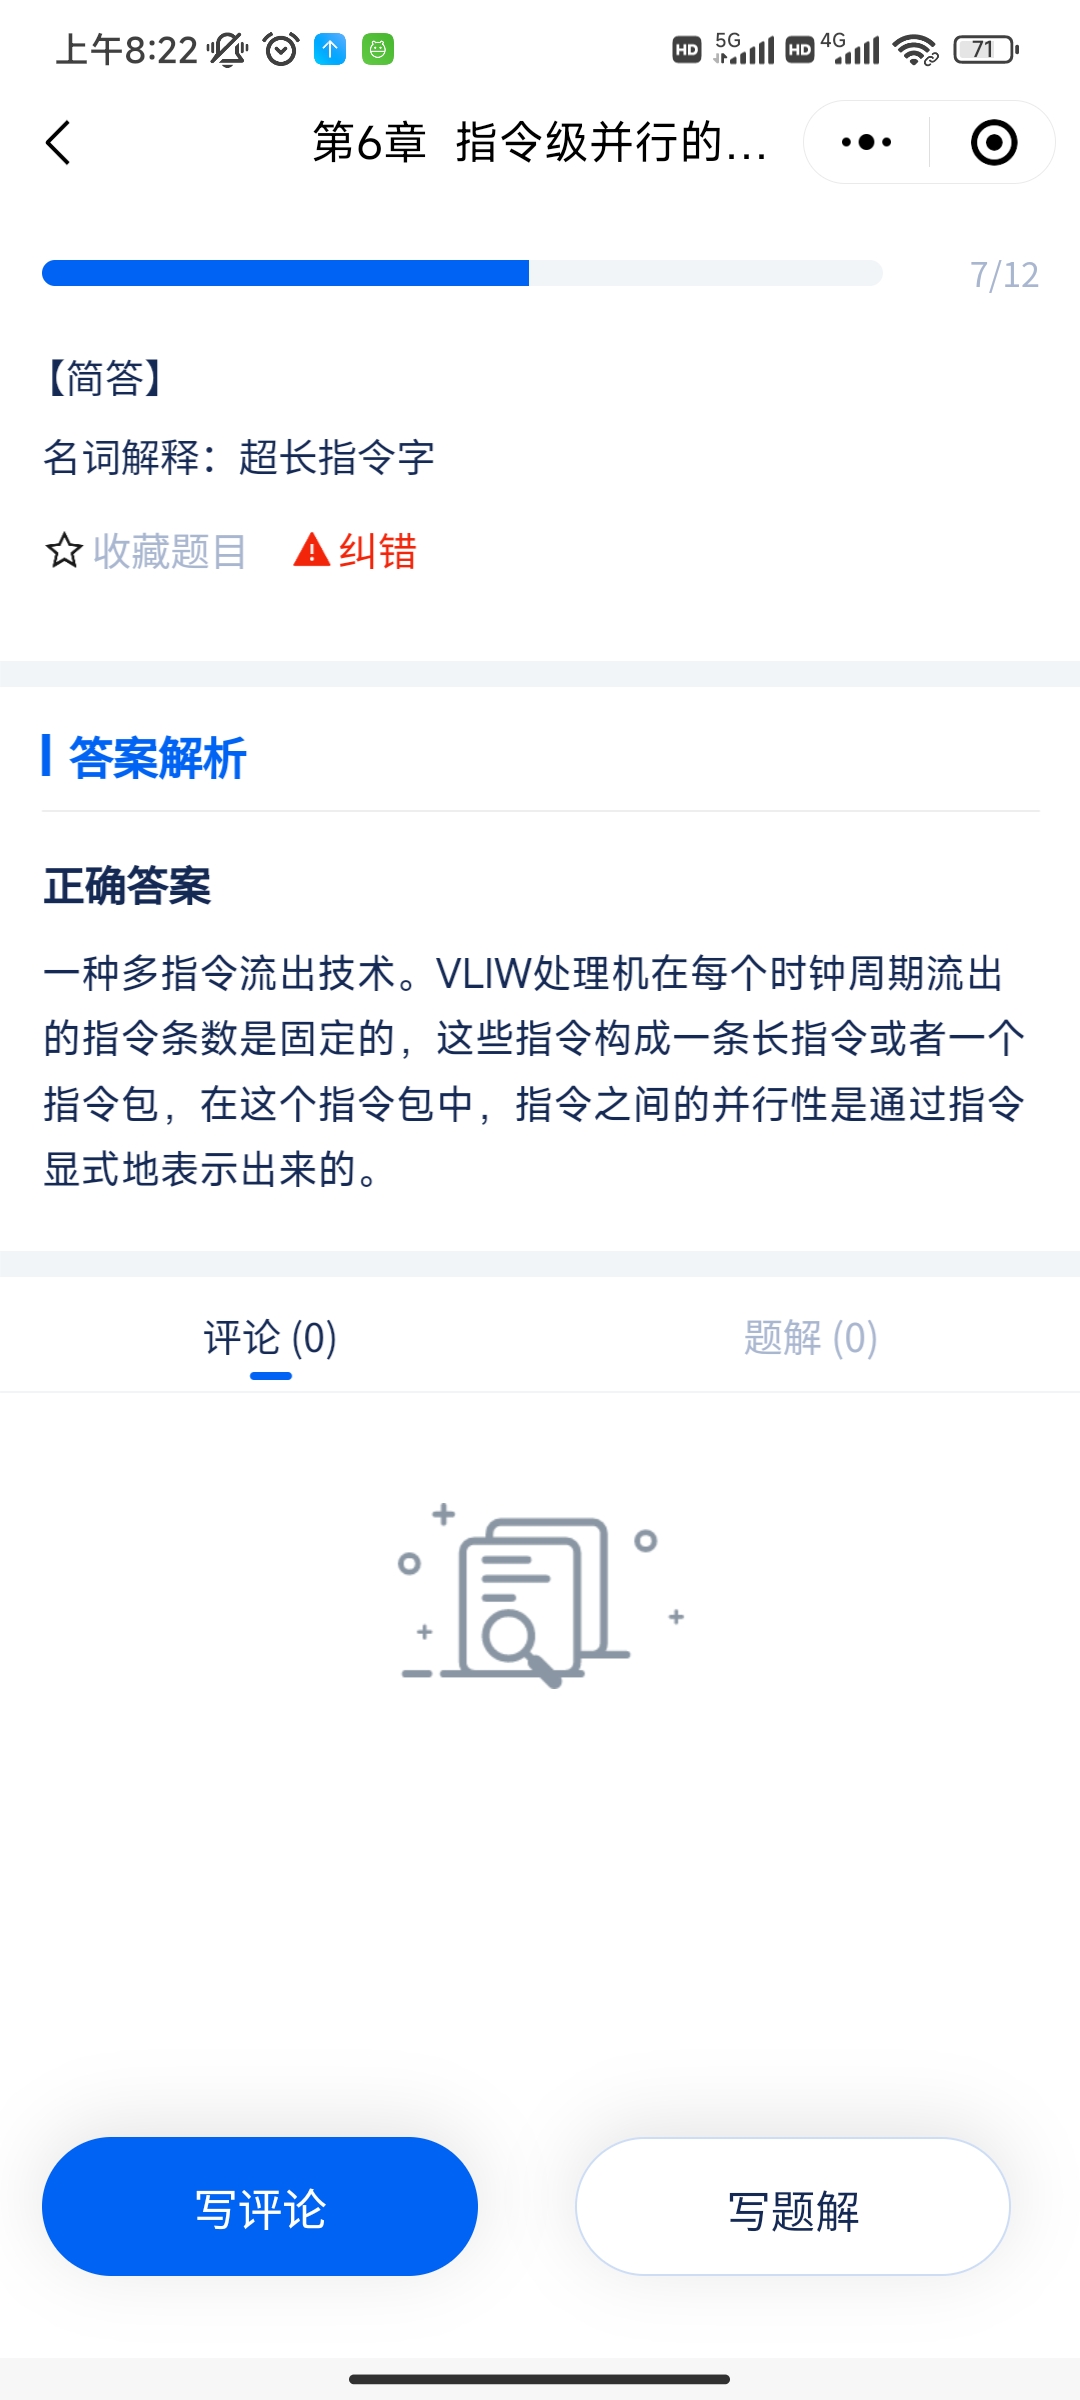 上午8:22
HD 5G HD 4G 71
第6章 指令级并行的...
7/12
【简答】
名词解释：超长指令字
收藏题目 纠错
答案解析
正确答案
一种多指令流出技术。VLIW处理机在每个时钟周期流出
的指令条数是固定的，这些指令构成一条长指令或者一个
指令包，在这个指令包中，指令之间的并行性是通过指令
显式地表示出来的。
评论 (0) 题解 (0)
写评论 写题解